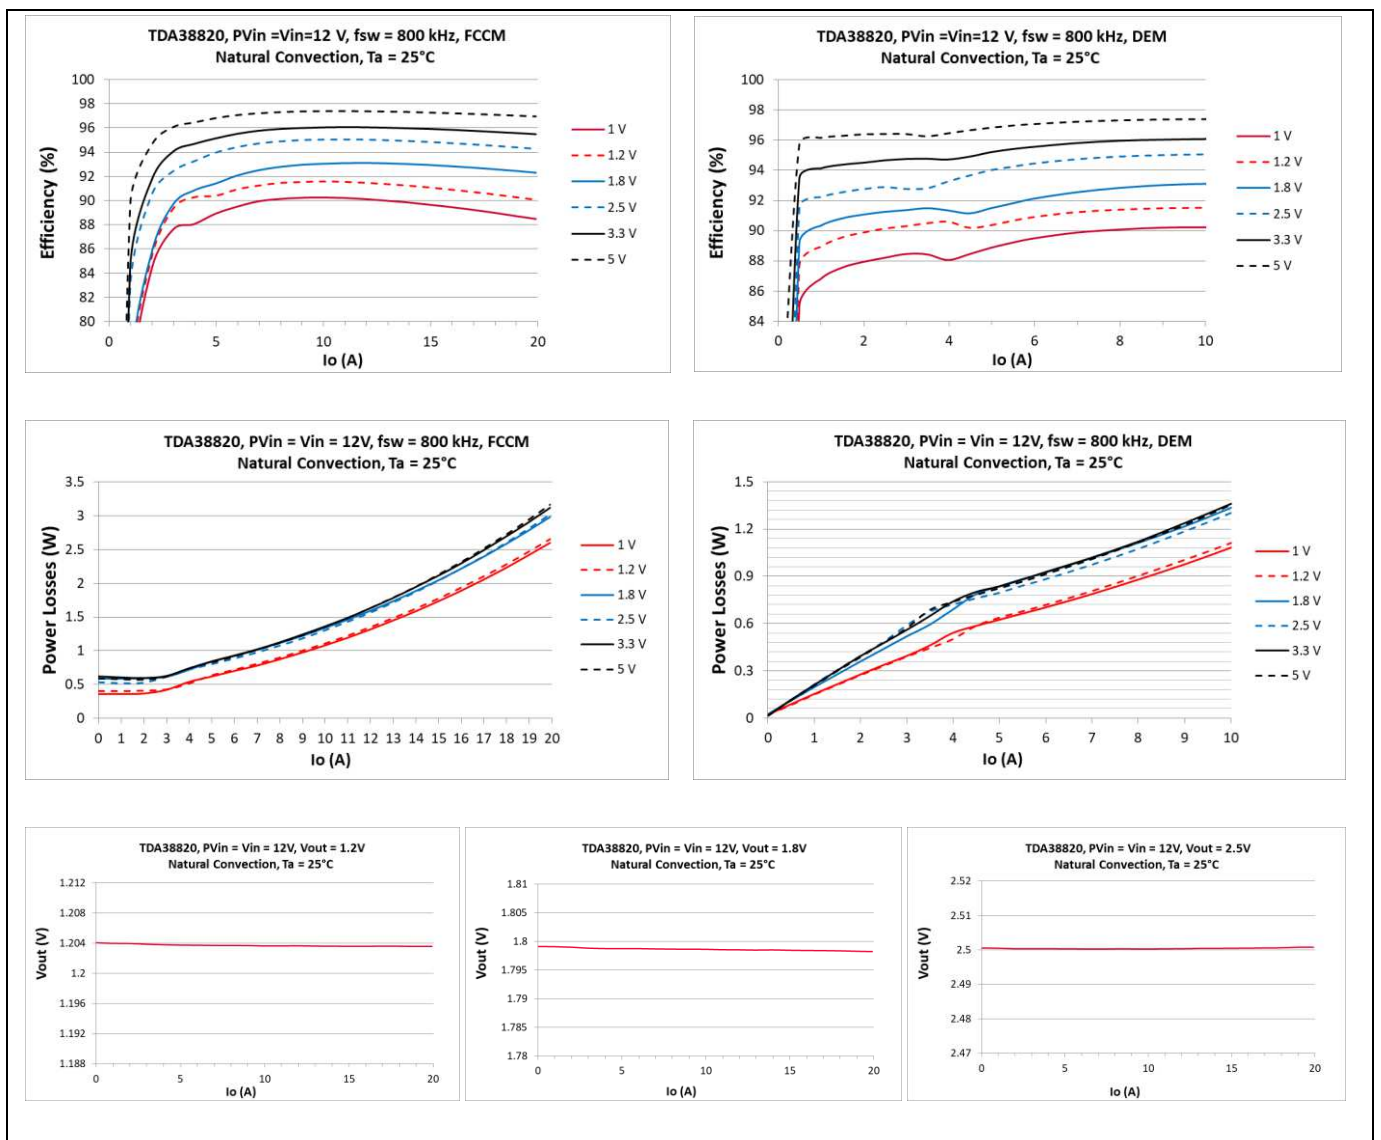 TDA38820, PVin =Vin=12 V, fsw = 800 kHz, FCCM
Natural Convection, Ta = 25°C
Efficiency (%)
100
98
96
94
92
90
88
86
84
82
80
0
5
10
15
20
Io (A)
1 V
1.2 V
1.8 V
2.5 V
3.3 V
5 V
TDA38820, PVin =Vin=12 V, fsw = 800 kHz, DEM
Natural Convection, Ta = 25°C
Efficiency (%)
100
98
96
94
92
90
88
86
84
0
2
4
6
8
10
Io (A)
1 V
1.2 V
1.8 V
2.5 V
3.3 V
5 V
TDA38820, PVin = Vin = 12V, fsw = 800 kHz, FCCM
Natural Convection, Ta = 25°C
Power Losses (W)
3.5
3
2.5
2
1.5
1
0.5
0
0 1 2 3 4 5 6 7 8 9 10 11 12 13 14 15 16 17 18 19 20
Io (A)
1 V
1.2 V
1.8 V
2.5 V
3.3 V
5 V
TDA38820, PVin = Vin = 12V, fsw = 800 kHz, DEM
Natural Convection, Ta = 25°C
Power Losses (W)
1.5
1.2
0.9
0.6
0.3
0
0 1 2 3 4 5 6 7 8 9 10
Io (A)
1 V
1.2 V
1.8 V
2.5 V
3.3 V
5 V
TDA38820, PVin = Vin = 12V, Vout = 1.2V
Natural Convection, Ta = 25°C
Vout (V)
1.212
1.208
1.204
1.2
1.196
1.192
1.188
0
5
10
15
20
Io (A)
TDA38820, PVin = Vin = 12V, Vout = 1.8V
Natural Convection, Ta = 25°C
Vout (V)
1.81
1.805
1.8
1.795
1.79
1.785
1.78
0
5
10
15
20
Io (A)
TDA38820, PVin = Vin = 12V, Vout = 2.5V
Natural Convection, Ta = 25°C
Vout (V)
2.52
2.51
2.5
2.49
2.48
2.47
0
5
10
15
20
Io (A)